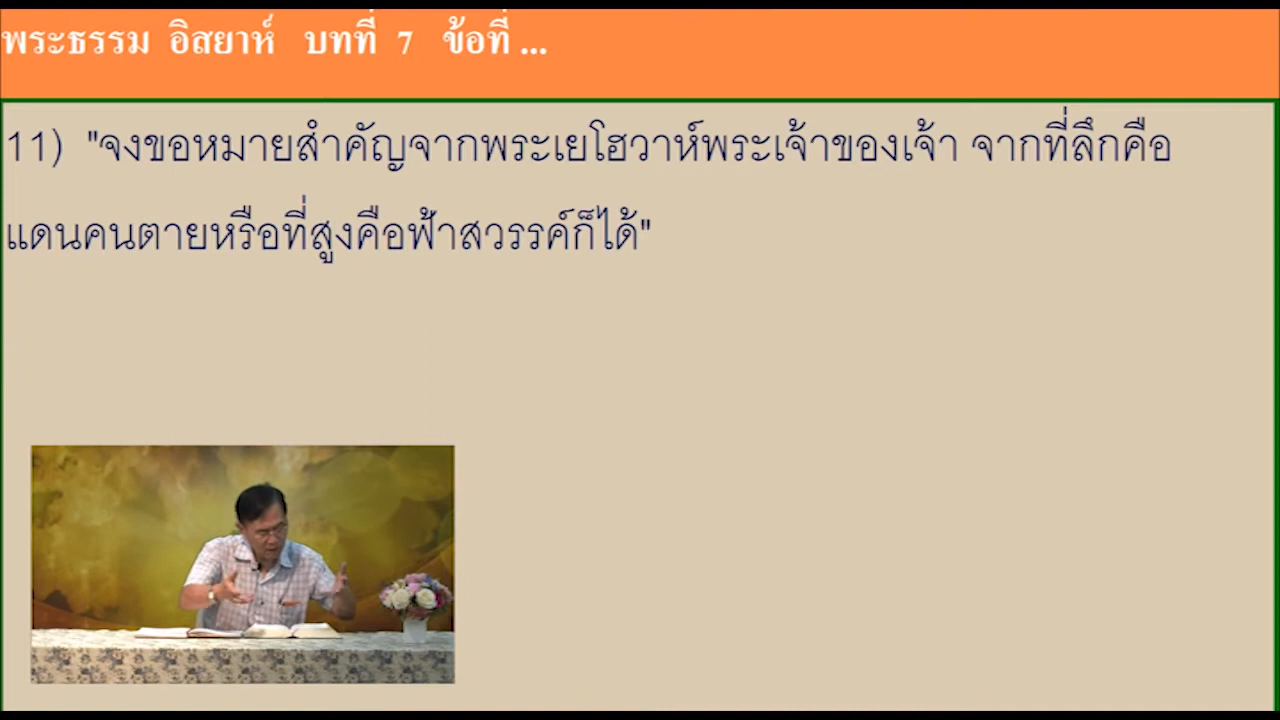 พระธรรม อิสยาห์ บทที่ 7 ข้อที่ ...
11) "จงขอหมายสำคัญจากพระเยโฮวาห์พระเจ้าของเจ้า จากที่ลึกคือ
แดนคนตายหรือที่สูงคือฟ้าสวรรค์ก็ได้"